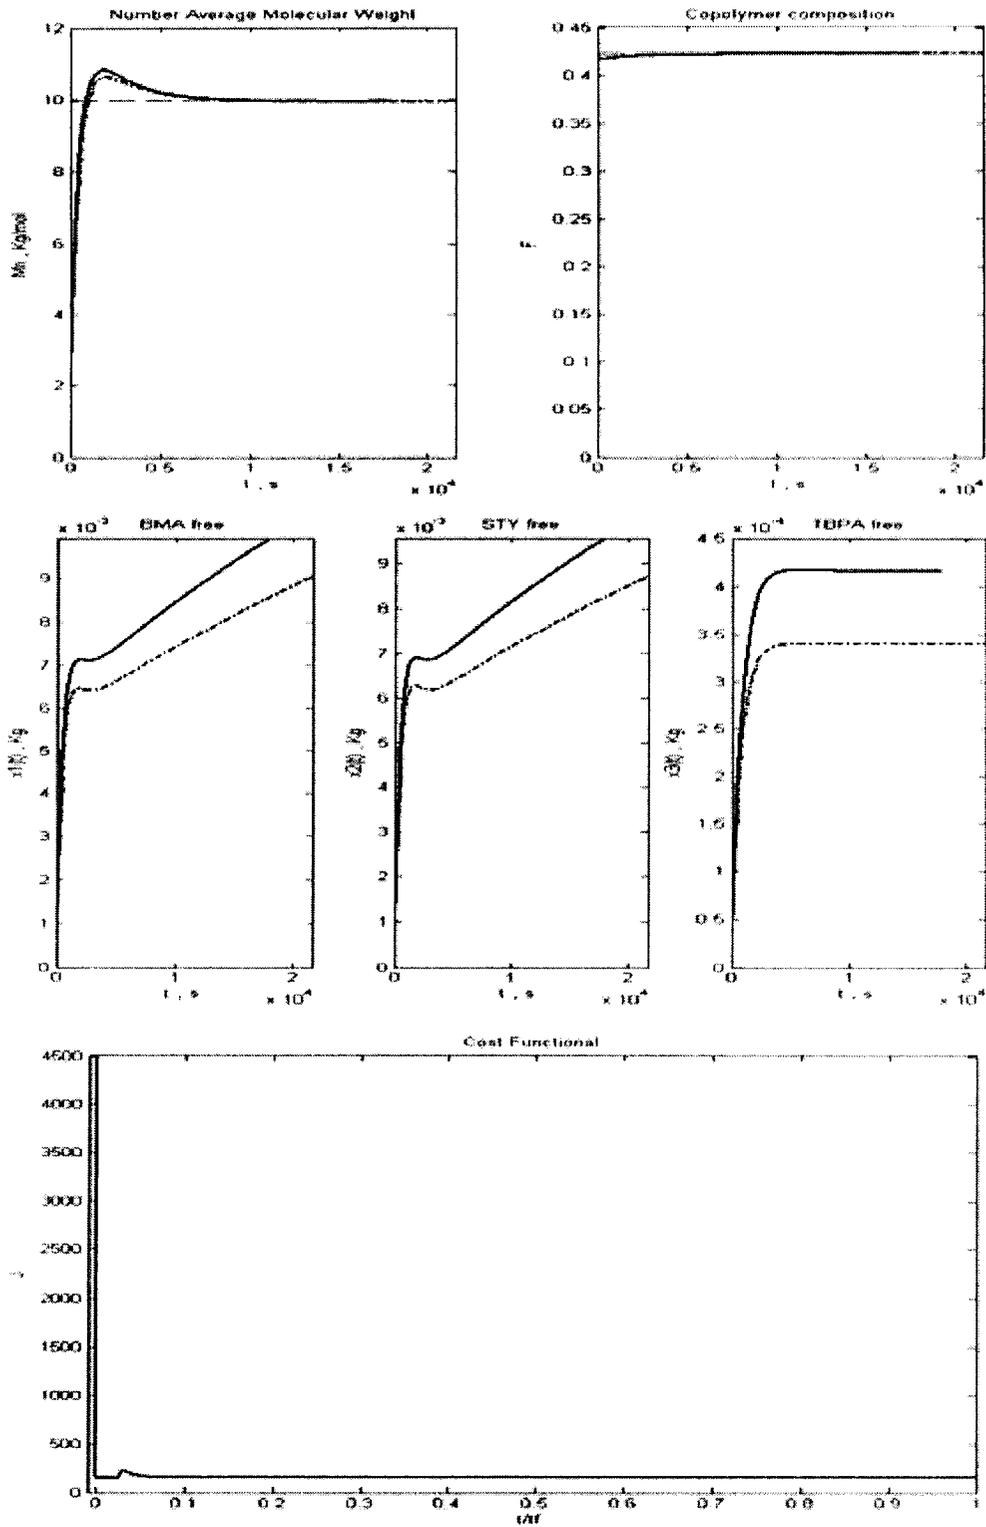 Number Average Molecular Weight
12
10
8
6
4
2
0
Mn , Kg/mol
0 0.5 1 1.5 2
t , s
x 10^4
Copolymer composition
0.45
0.4
0.35
0.3
0.25
0.2
0.15
0.1
0.05
0
F
0 0.5 1 1.5 2
t , s
x 10^4
x 10^-3 BMA free
9
8
7
6
5
4
3
2
1
0
x1(t) , Kg
0 1 2
t , s
x 10^4
x 10^-3 STY free
9
8
7
6
5
4
3
2
1
0
x2(t) , Kg
0 1 2
t , s
x 10^4
x 10^-4 TBPA free
4.5
4
3.5
3
2.5
2
1.5
1
0.5
0
x3(t) , Kg
0 1 2
t , s
x 10^4
Cost Functional
4500
4000
3500
3000
2500
2000
1500
1000
500
0
0 0.1 0.2 0.3 0.4 0.5 0.6 0.7 0.8 0.9 1
t/tf